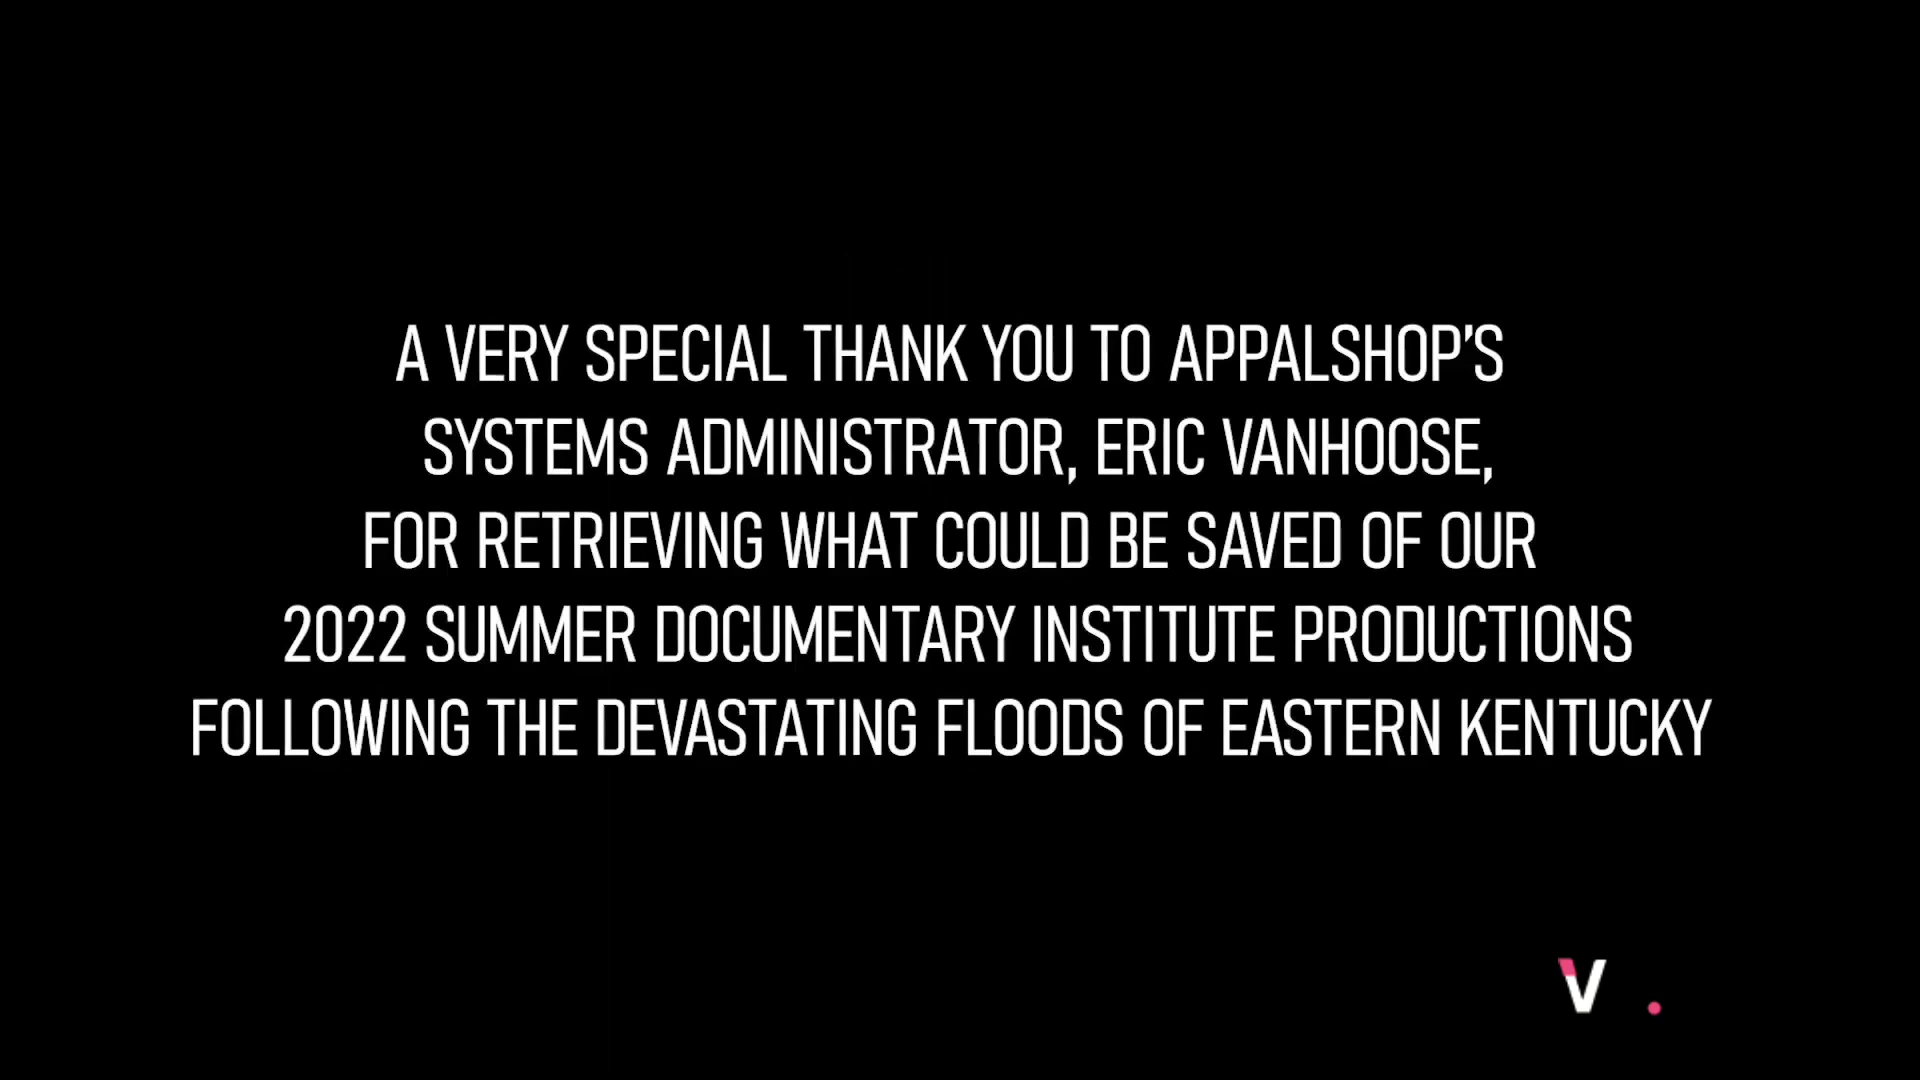 A VERY SPECIAL THANK YOU TO APPALSHOP'S
SYSTEMS ADMINISTRATOR, ERIC VANHOOSE,
FOR RETRIEVING WHAT COULD BE SAVED OF OUR
2022 SUMMER DOCUMENTARY INSTITUTE PRODUCTIONS
FOLLOWING THE DEVASTATING FLOODS OF EASTERN KENTUCKY
V .